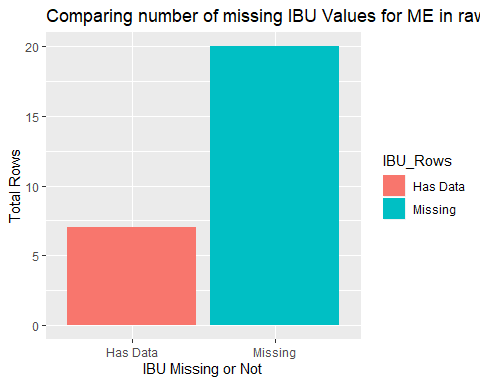 Comparing number of missing IBU Values for ME in raw
20
15
10
5
0
Total Rows
Has Data
Missing
IBU Missing or Not
IBU_Rows
Has Data
Missing